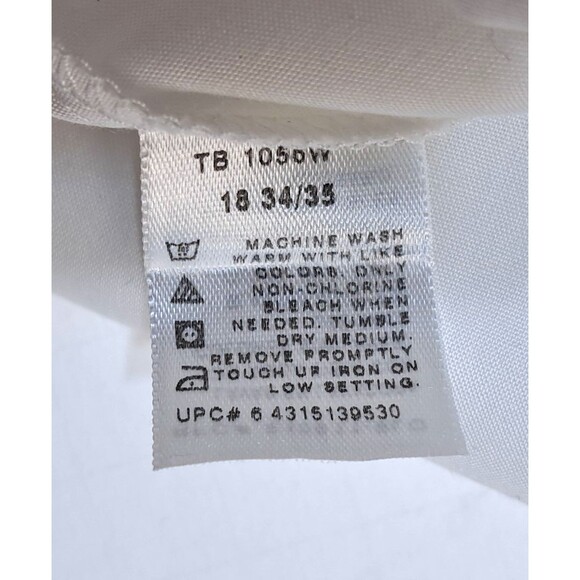 TB 1056W
18 34/35
MACHINE WASH
WARM WITH LIKE
COLORS. ONLY
NON-CHLORINE
BLEACH WHEN
NEEDED. TUMBLE
DRY MEDIUM.
REMOVE PROMPTLY
TOUCH UP IRON ON
LOW SETTING.
UPC# 6 4315139530